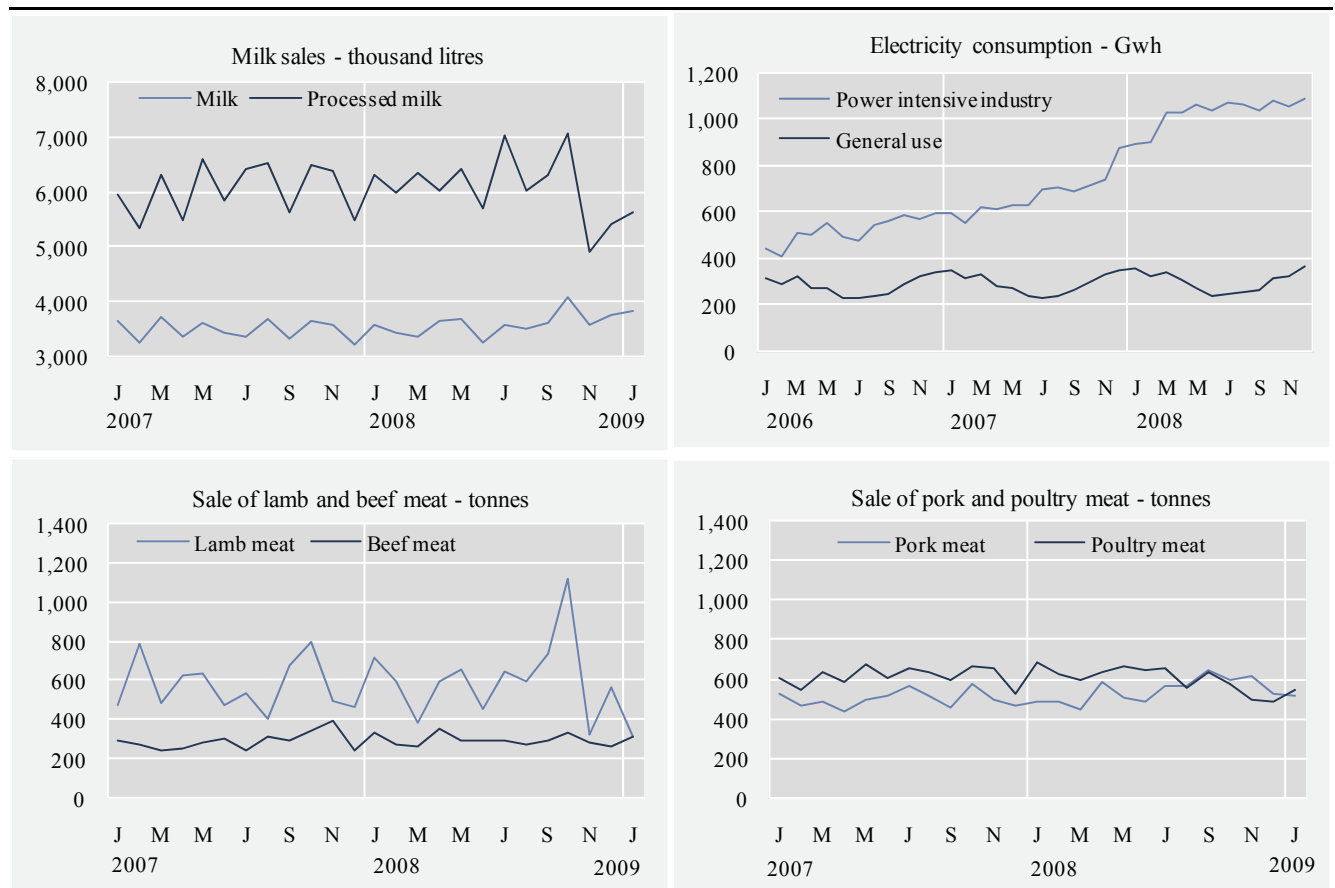 Milk sales - thousand litres
Milk Processed milk
8,000
7,000
6,000
5,000
4,000
3,000
J M M J S N J M M J S N J
2007 2008 2009
Electricity consumption - Gwh
Power intensive industry
General use
1,200
1,000
800
600
400
200
0
J M M J S N J M M J S N J M M J S N
2006 2007 2008
Sale of lamb and beef meat - tonnes
Lamb meat Beef meat
1,400
1,200
1,000
800
600
400
200
0
J M M J S N J M M J S N J
2007 2008 2009
Sale of pork and poultry meat - tonnes
Pork meat Poultry meat
1,400
1,200
1,000
800
600
400
200
0
J M M J S N J M M J S N J
2007 2008 2009